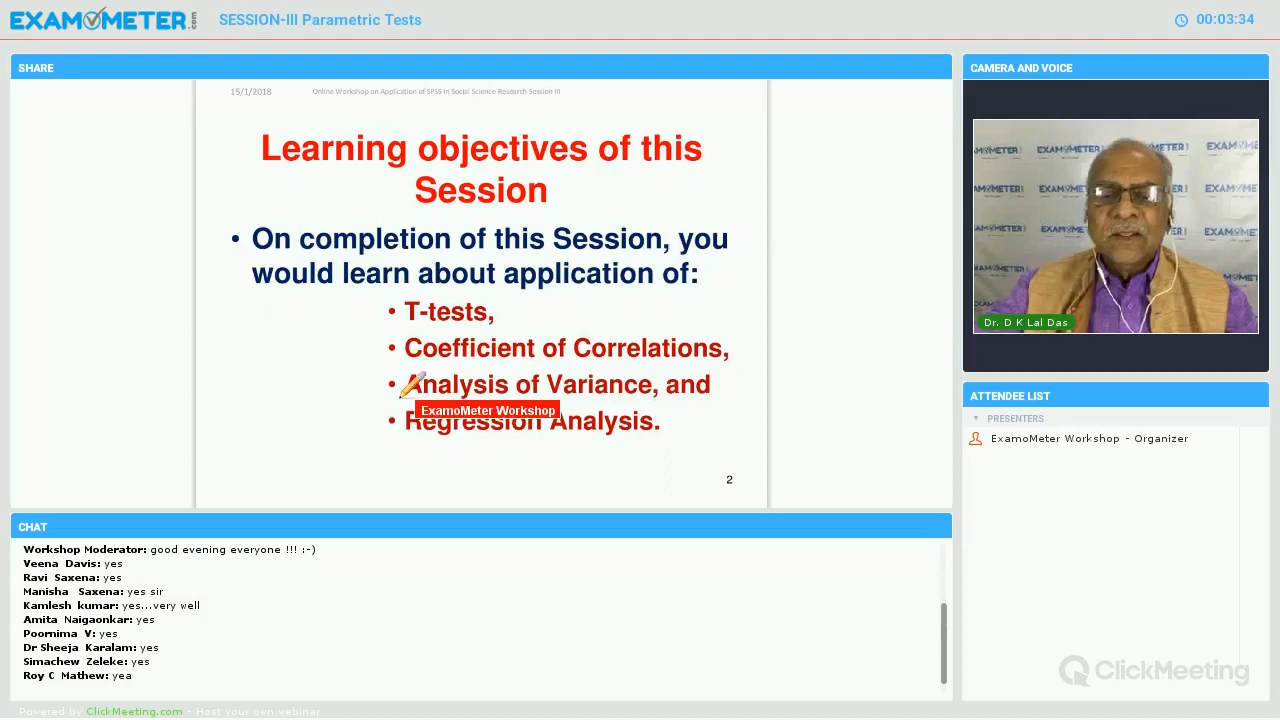 EXAMOMETER.com
SESSION-III Parametric Tests
00:03:34
SHARE
15/1/2018
Online Workshop on Application of SPSS in Social Science Research Session III
Learning objectives of this
Session
• On completion of this Session, you
would learn about application of:
• T-tests,
• Coefficient of Correlations,
• Analysis of Variance, and
ExamoMeter Workshop
• Regression Analysis.
2
CAMERA AND VOICE
EXAMOMETER
Dr. D K Lal Das
ATTENDEE LIST
PRESENTERS
ExamoMeter Workshop - Organizer
CHAT
Workshop Moderator: good evening everyone !!! :-)
Veena Davis: yes
Ravi Saxena: yes
Manisha Saxena: yes sir
Kamlesh kumar: yes...very well
Amita Naigaonkar: yes
Poornima V: yes
Dr Sheeja Karalam: yes
Simachew Zeleke: yes
Roy C Mathew: yea
ClickMeeting
Powered by ClickMeeting.com - Host your own webinar